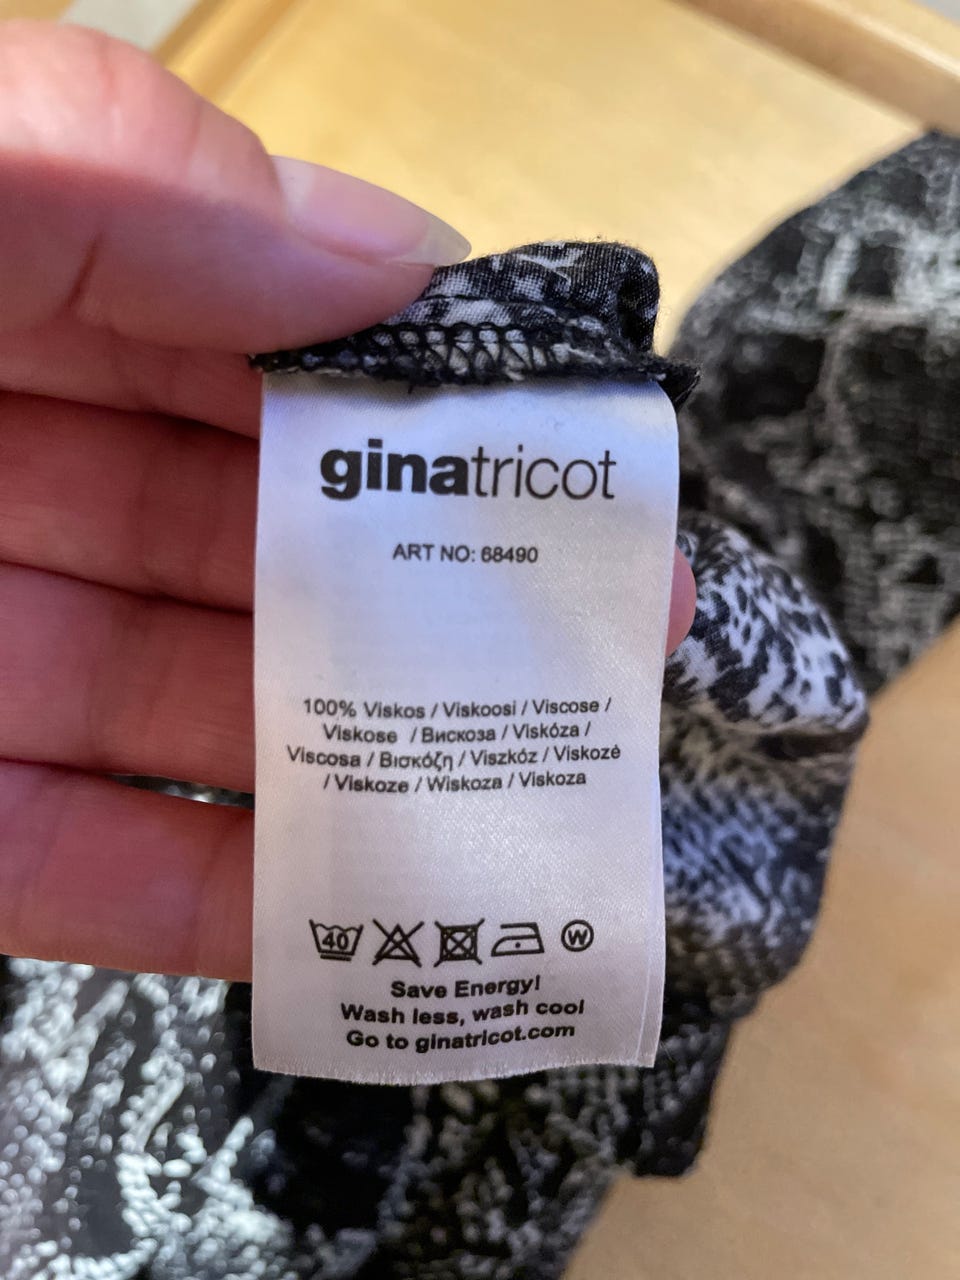 ginatricot
ART NO: 68490
100% Viskos / Viskoosi / Viscose /
Viskose / Вискоза / Viskóza /
Viscosa / Βισκόζη / Viszkóz / Viskozė
/ Viskoze / Wiskoza / Viskoza
40 W
Save Energy!
Wash less, wash cool
Go to ginatricot.com